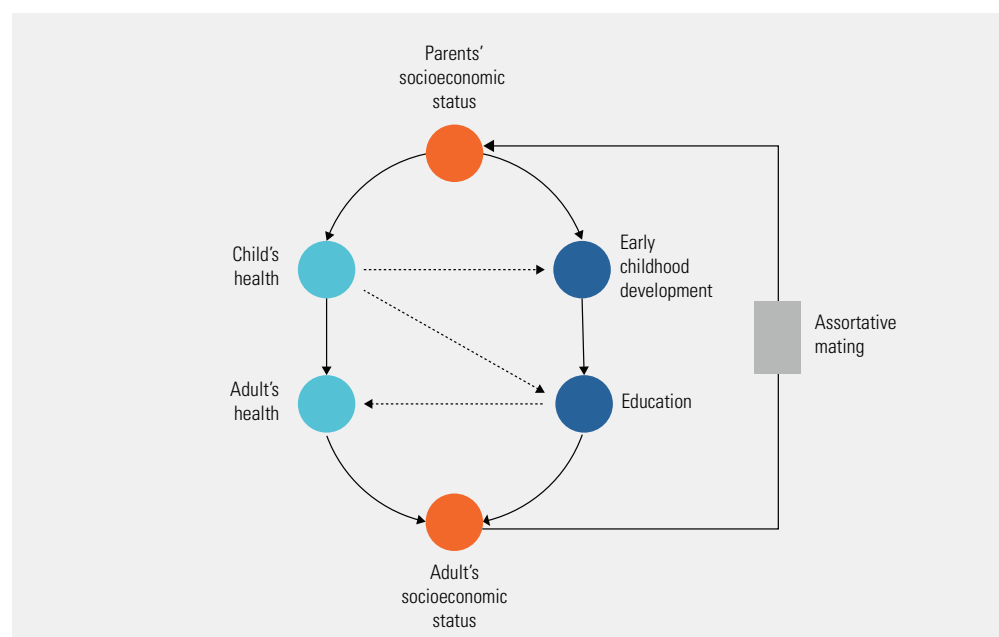 Parents’
socioeconomic
status
Child’s
health
Early
childhood
development
Assortative
mating
Adult’s
health
Education
Adult’s
socioeconomic
status